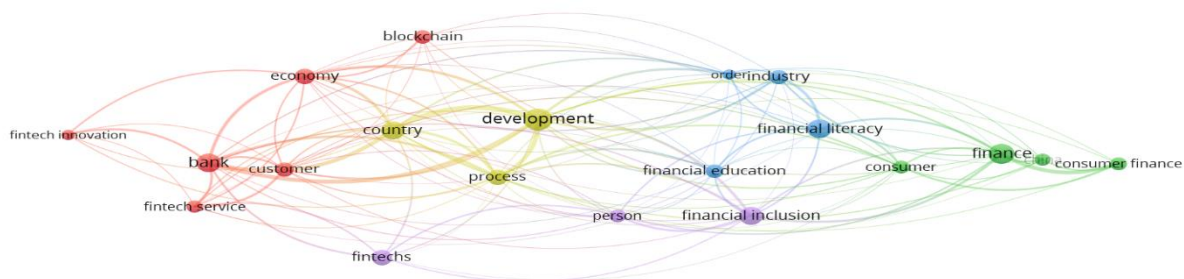 blockchain
economy
order
industry
fintech innovation
country
development
financial literacy
bank
customer
process
financial education
consumer
finance
consumer finance
fintech service
person
financial inclusion
fintechs